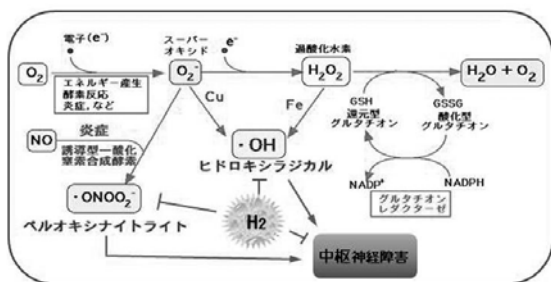 電子(e⁻)
スーパー
オキシド
e⁻
過酸化水素
O₂
O₂⁻
H₂O₂
H₂O + O₂
エネルギー産生
酵素反応
炎症，など
Cu
Fe
GSH
還元型
グルタチオン
GSSG
酸化型
グルタチオン
NO
炎症
誘導型一酸化
窒素合成酵素
・OH
ヒドロキシラジカル
NADP⁺
NADPH
グルタチオン
レダクターゼ
・ONOO₂⁻
ペルオキシナイトライト
H₂
中枢神経障害